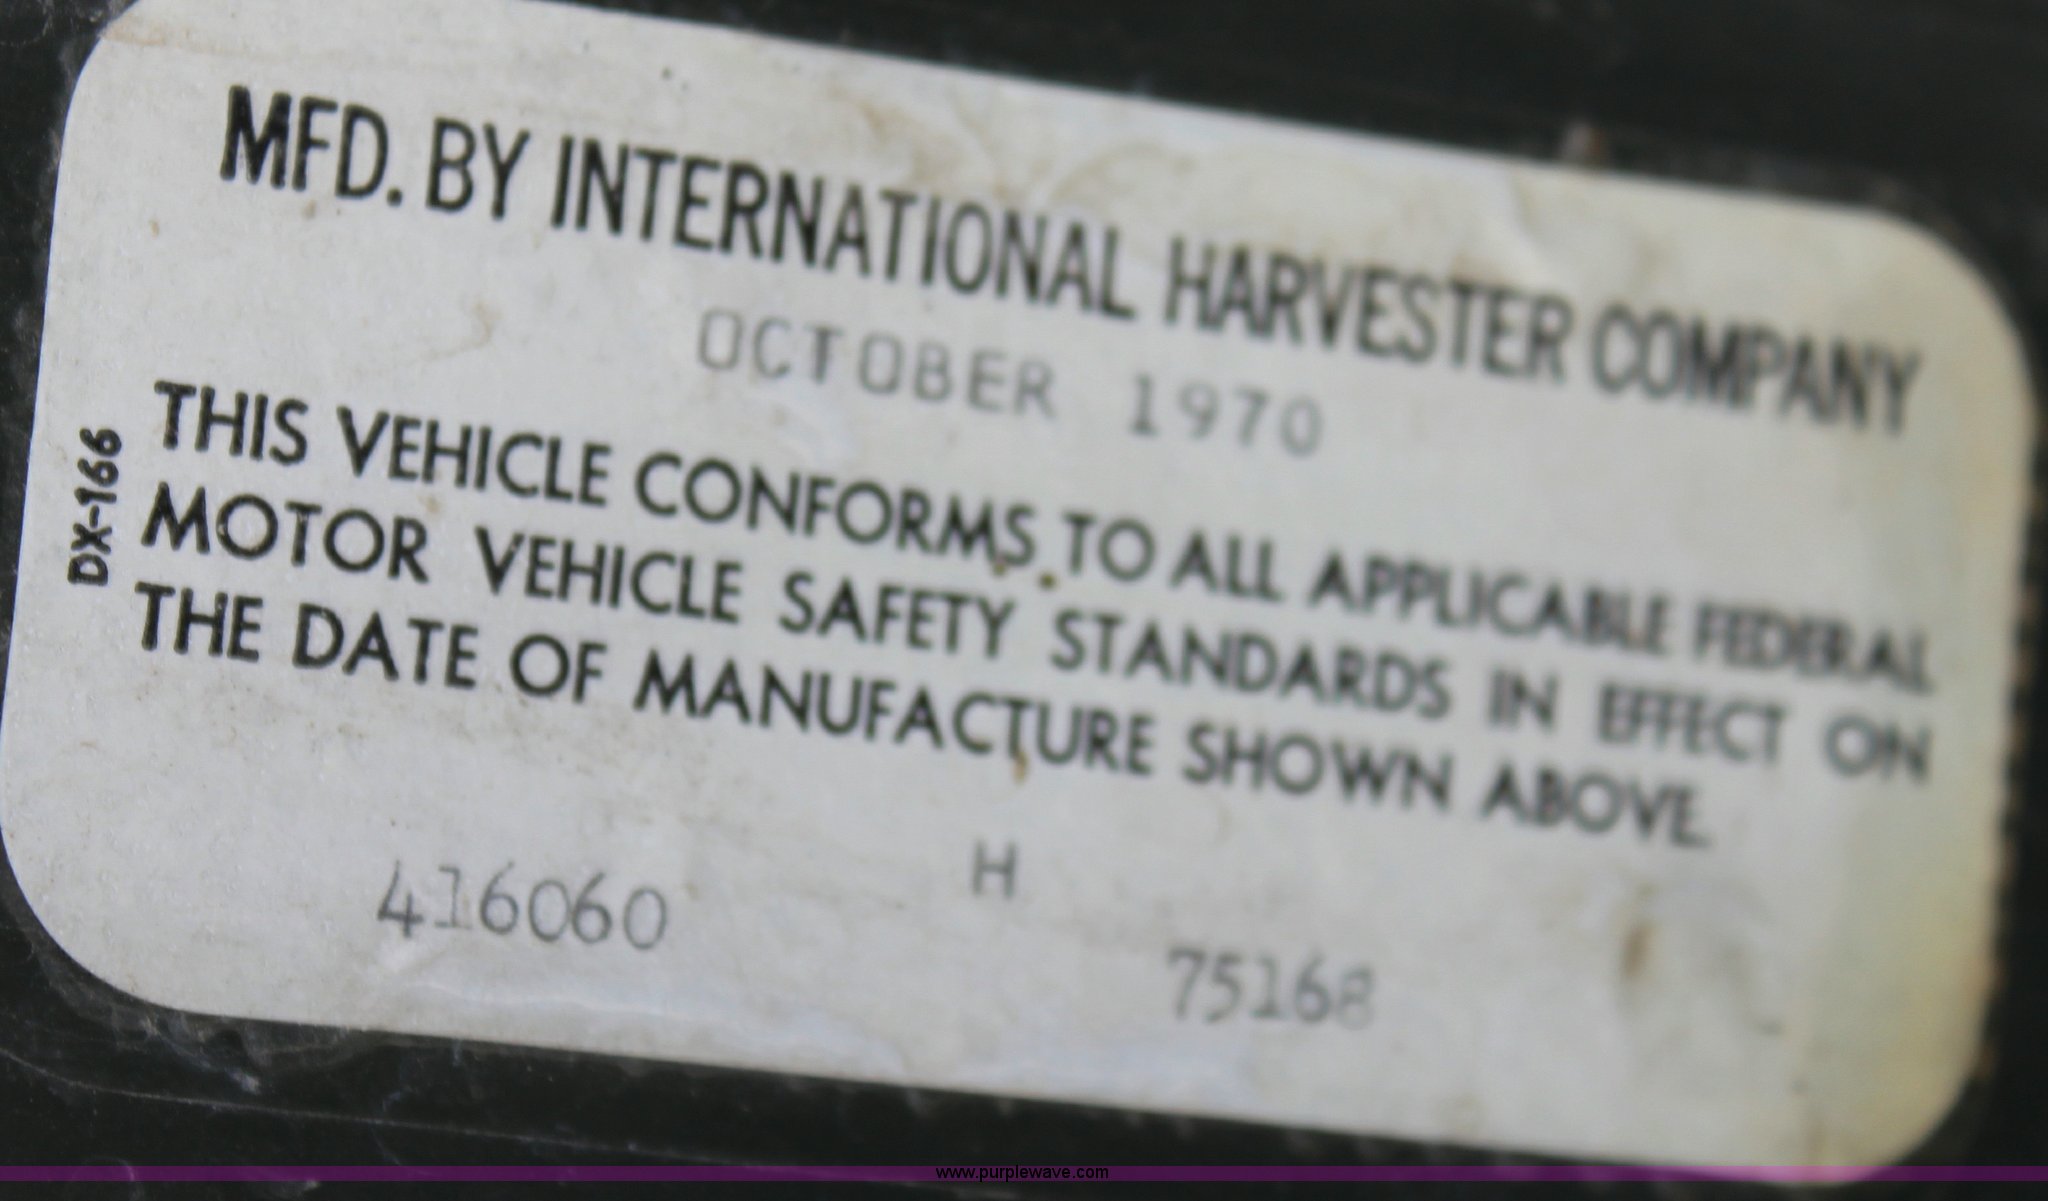 MFD. BY INTERNATIONAL HARVESTER COMPANY
OCTOBER 1970
THIS VEHICLE CONFORMS TO ALL APPLICABLE FEDERAL
MOTOR VEHICLE SAFETY STANDARDS IN EFFECT ON
THE DATE OF MANUFACTURE SHOWN ABOVE.
DX-166
416060 H 75168
www.purplewave.com